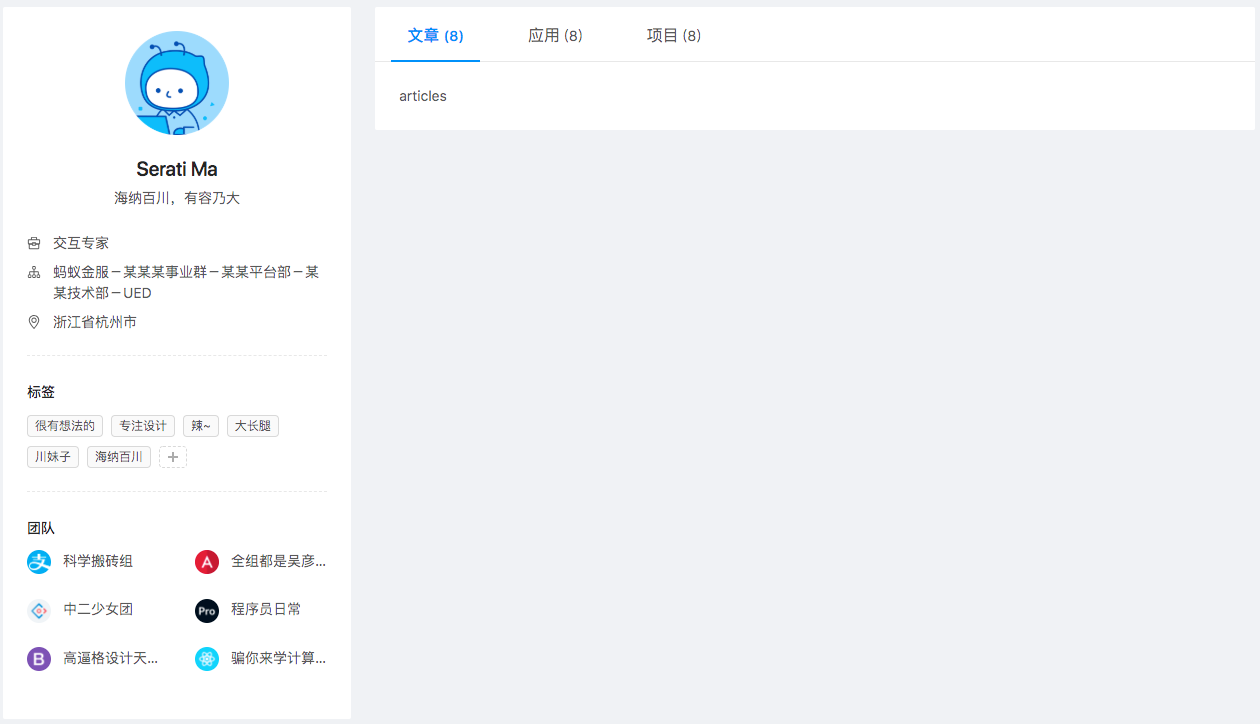 Serati Ma
海纳百川，有容乃大
交互专家
蚂蚁金服－某某某事业群－某某平台部－某
某技术部－UED
浙江省杭州市
标签
很有想法的 专注设计 辣~ 大长腿
川妹子 海纳百川 +
团队
支 科学搬砖组 A 全组都是吴彦...
中二少女团 Pro 程序员日常
B 高逼格设计天... 骗你来学计算...
文章 (8) 应用 (8) 项目 (8)
articles